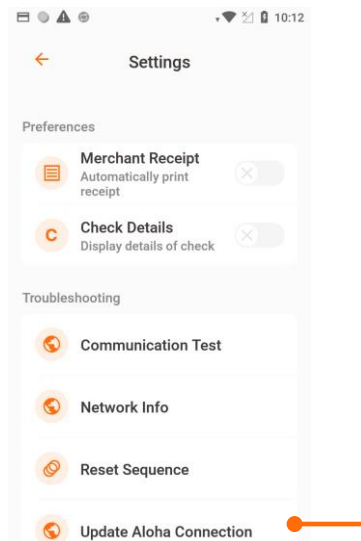 10:12
Settings
Preferences
Merchant Receipt
Automatically print
receipt
C
Check Details
Display details of check
Troubleshooting
Communication Test
Network Info
Reset Sequence
Update Aloha Connection